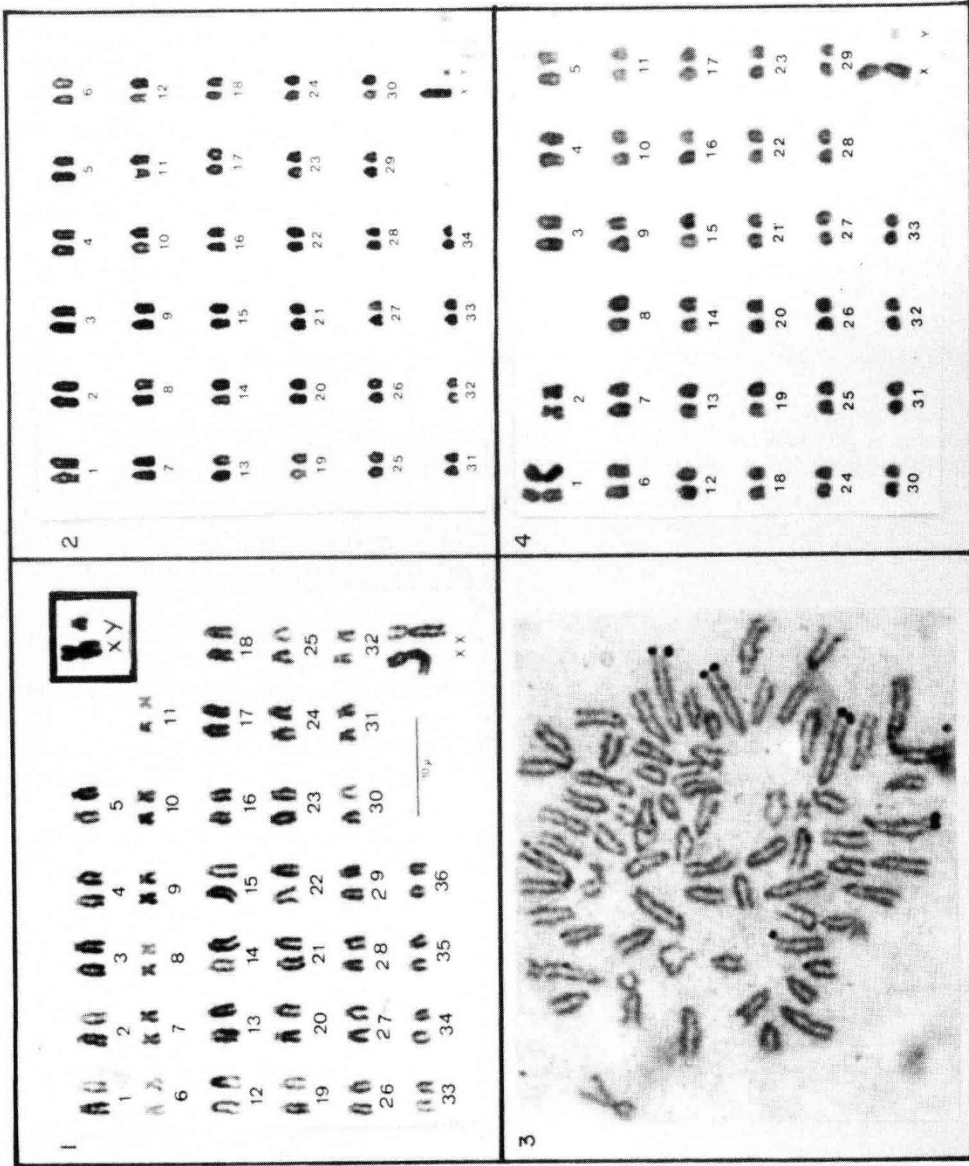 1
1 2 3 4 5
XY
6 7 8 9 10 11
12 13 14 15 16 17 18
19 20 21 22 23 24 25
26 27 28 29 30 31 32
10 µ
33 34 35 36 X X
2
1 2 3 4 5 6
7 8 9 10 11 12
13 14 15 16 17 18
19 20 21 22 23 24
25 26 27 28 29 30
31 32 33 34 X Y
3
4
1 2 3 4 5
6 7 8 9 10 11
12 13 14 15 16 17
18 19 20 21 22 23
24 25 26 27 28 29
30 31 32 33 X Y